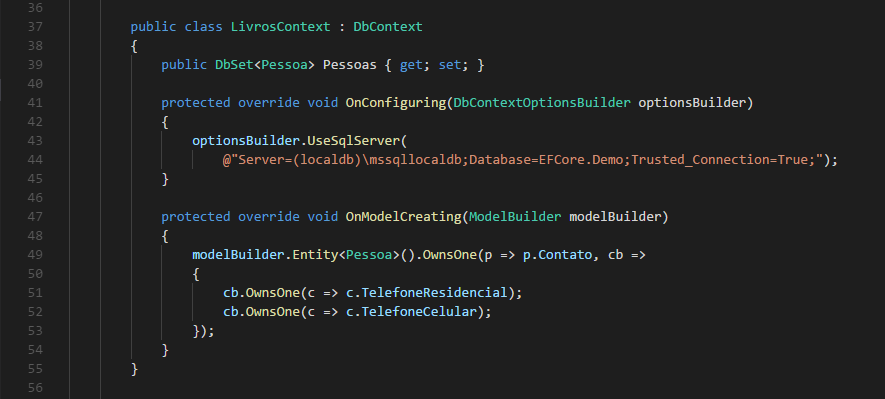 36
37 public class LivrosContext : DbContext
38 {
39 public DbSet<Pessoa> Pessoas { get; set; }
40
41 protected override void OnConfiguring(DbContextOptionsBuilder optionsBuilder)
42 {
43 optionsBuilder.UseSqlServer(
44 @"Server=(localdb)\mssqllocaldb;Database=EFCore.Demo;Trusted_Connection=True;");
45 }
46
47 protected override void OnModelCreating(ModelBuilder modelBuilder)
48 {
49 modelBuilder.Entity<Pessoa>().OwnsOne(p => p.Contato, cb =>
50 {
51 cb.OwnsOne(c => c.TelefoneResidencial);
52 cb.OwnsOne(c => c.TelefoneCelular);
53 });
54 }
55 }
56